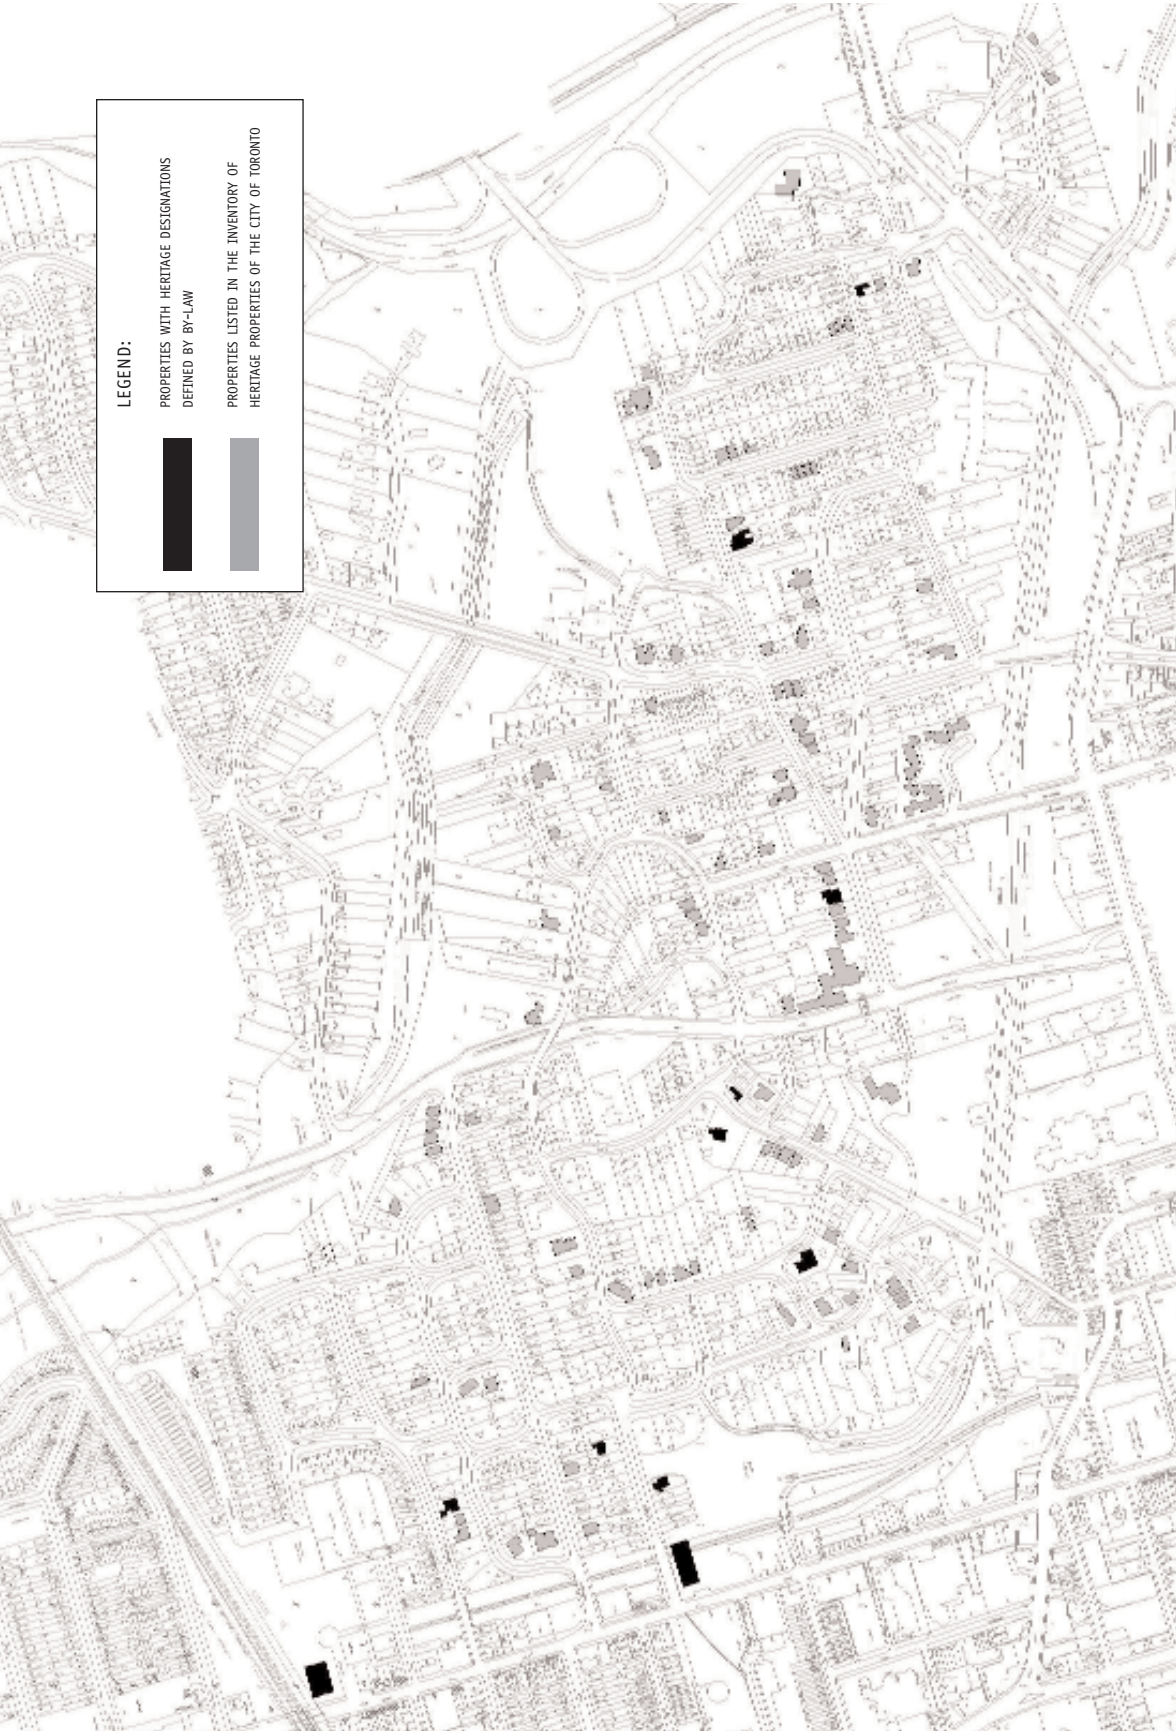 LEGEND:
PROPERTIES WITH HERITAGE DESIGNATIONS
DEFINED BY BY-LAW
PROPERTIES LISTED IN THE INVENTORY OF
HERITAGE PROPERTIES OF THE CITY OF TORONTO